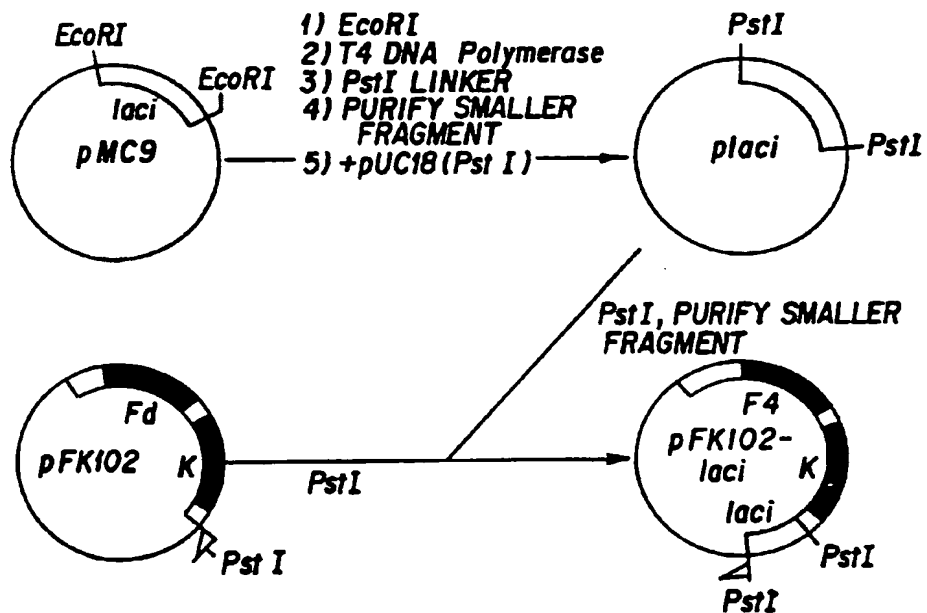 EcoRI
EcoRI
laci
pMC9
1) EcoRI
2) T4 DNA Polymerase
3) PstI LINKER
4) PURIFY SMALLER
FRAGMENT
5) +pUC18 (Pst I)
PstI
placi
PstI
PstI, PURIFY SMALLER
FRAGMENT
Fd
pFK102
K
Pst I
PstI
F4
pFK102-
laci
K
laci
PstI
PstI